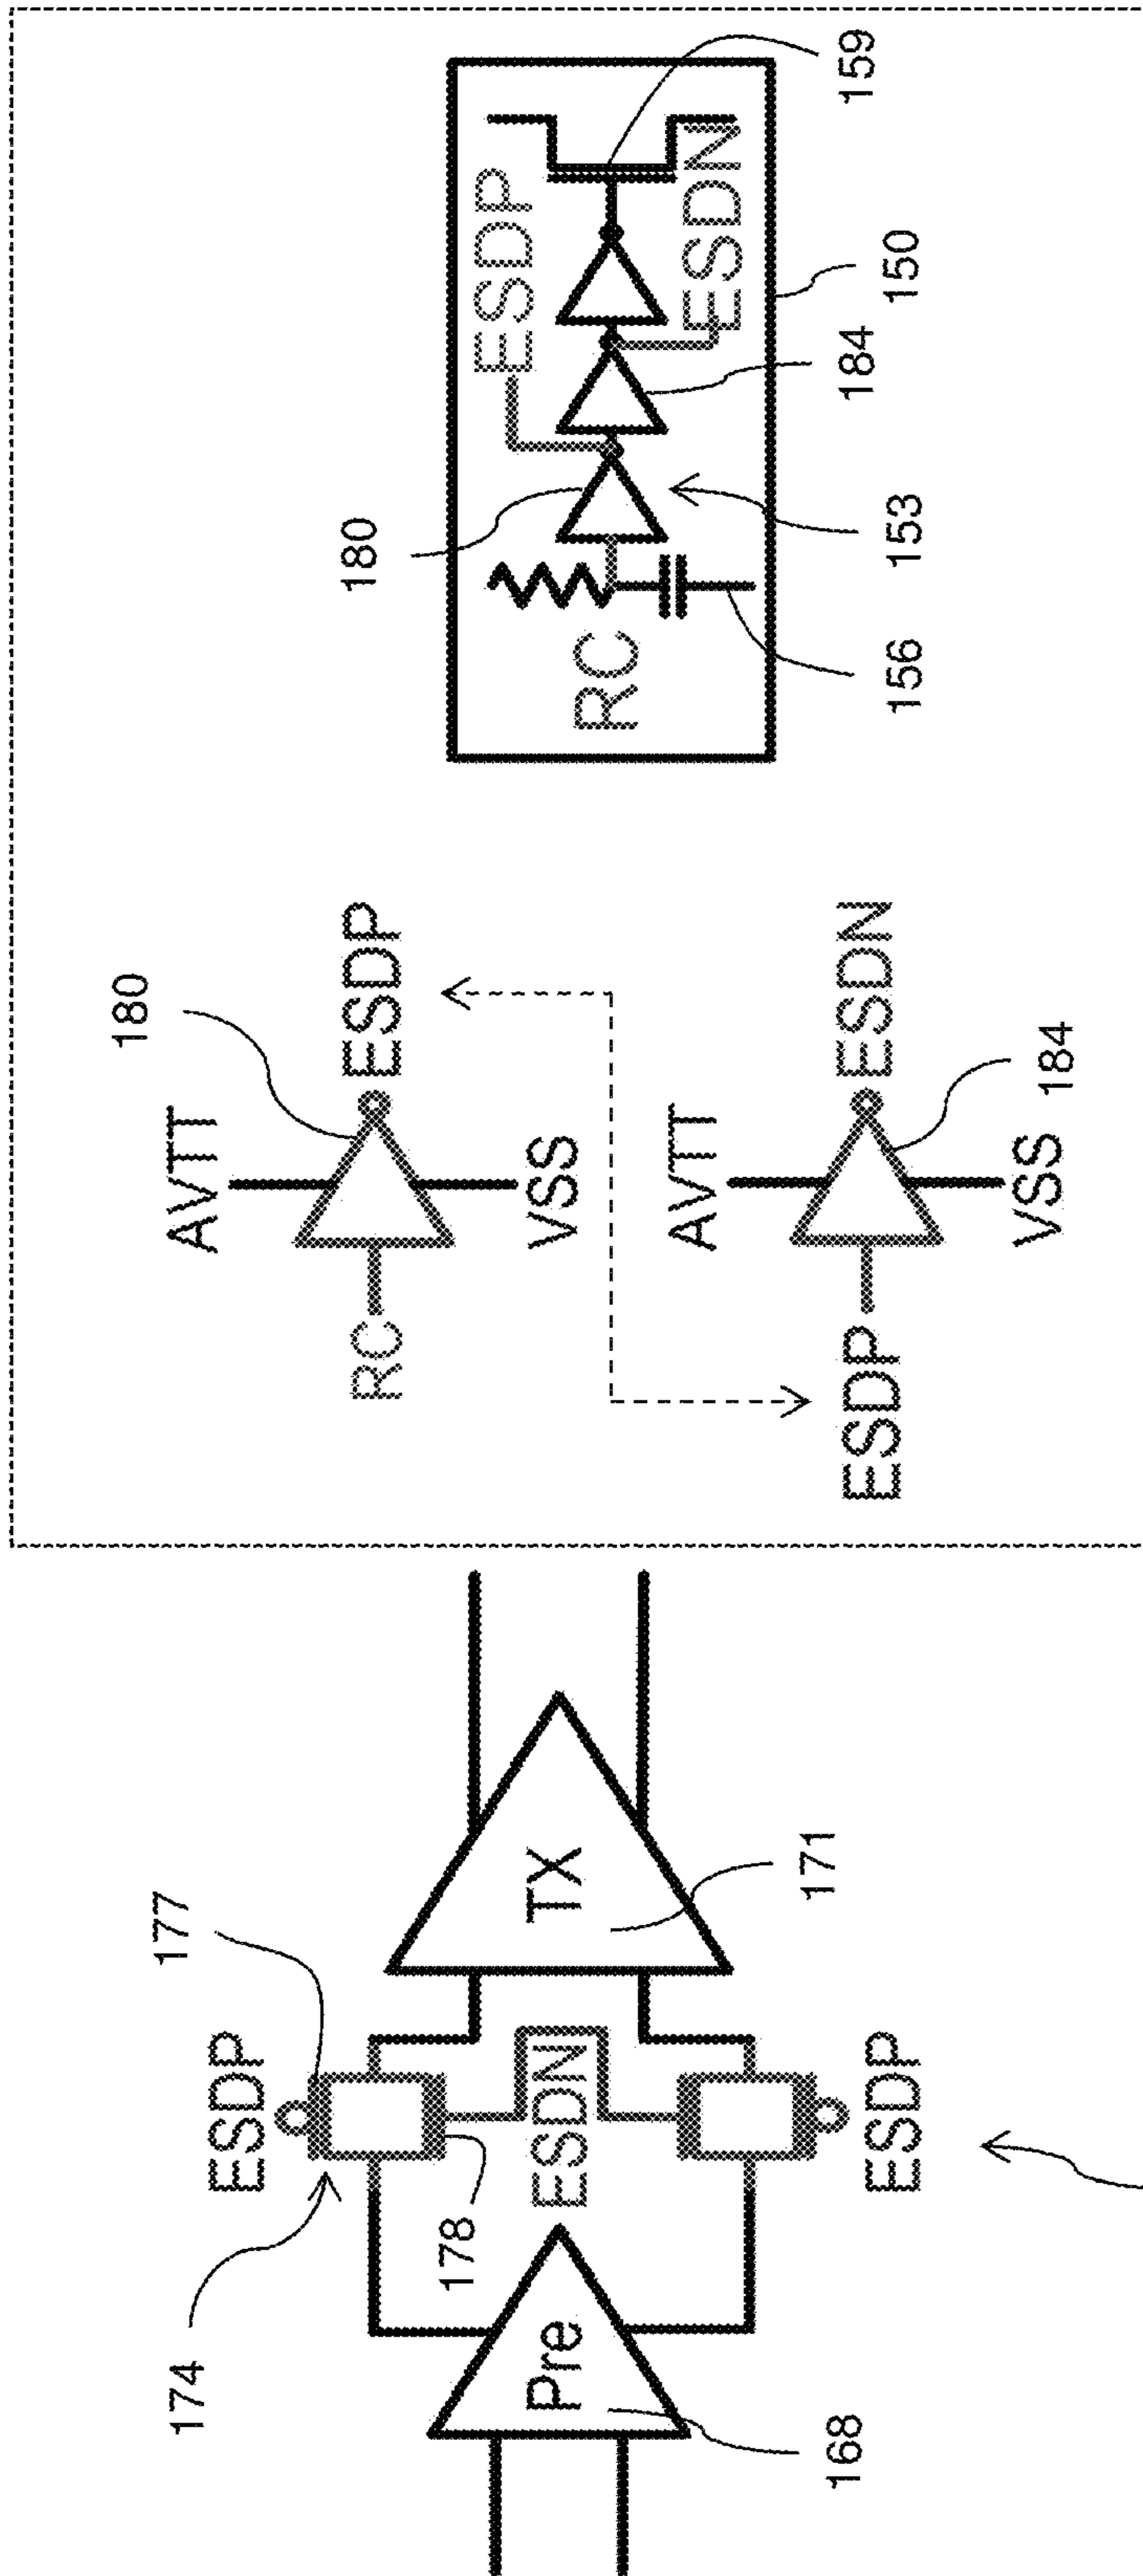 174
ESDP
177
Pre
168
178
ESDN
TX
171
ESDP
AVTT
180
RC
ESDP
VSS
AVTT
ESDP
ESDN
184
VSS
180
RC
ESDP
ESDN
156
153
184
150
159